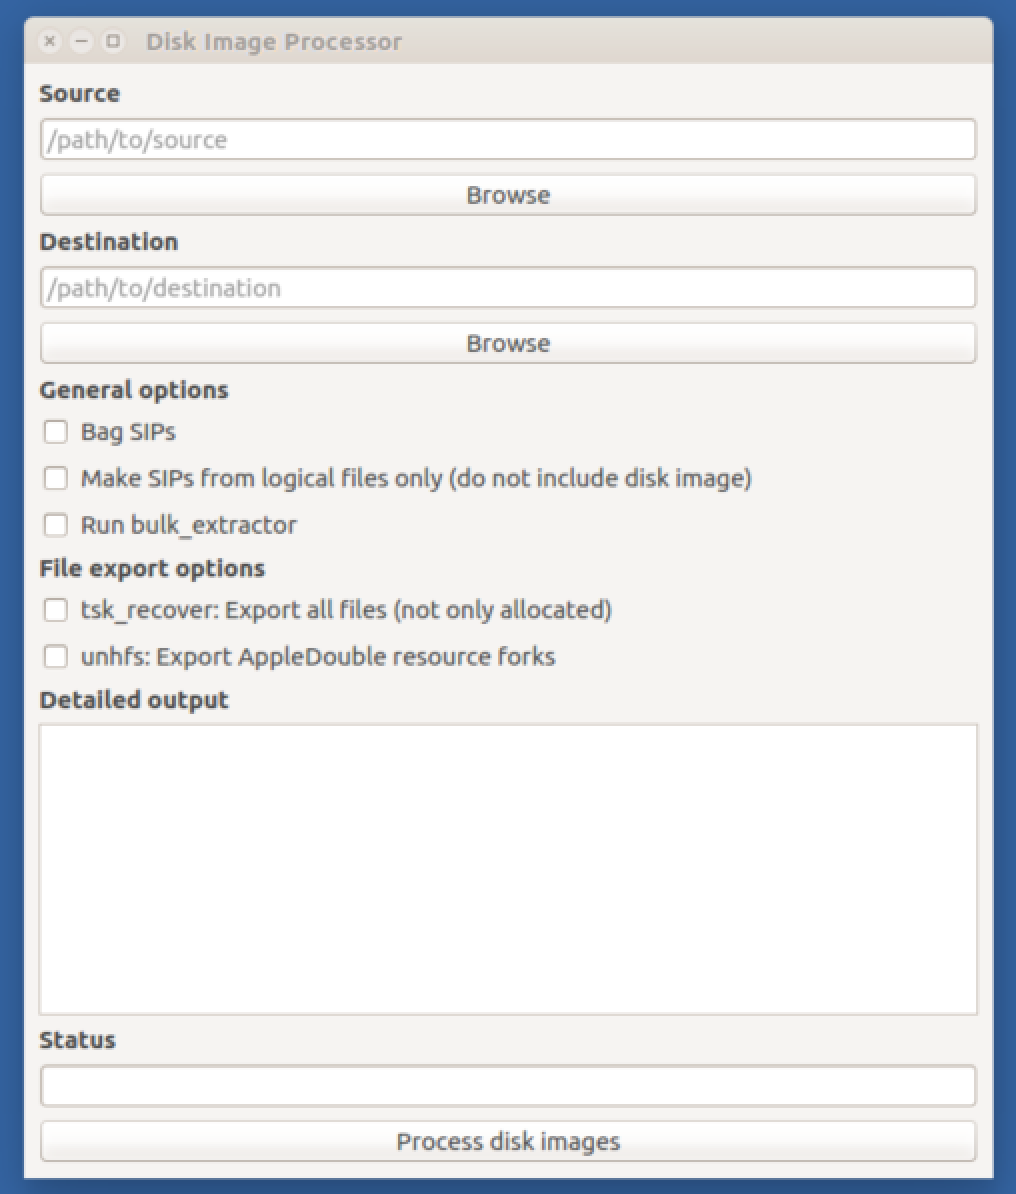 Disk Image Processor
Source
/path/to/source
Browse
Destination
/path/to/destination
Browse
General options
Bag SIPs
Make SIPs from logical files only (do not include disk image)
Run bulk_extractor
File export options
tsk_recover: Export all files (not only allocated)
unhfs: Export AppleDouble resource forks
Detailed output
Status
Process disk images